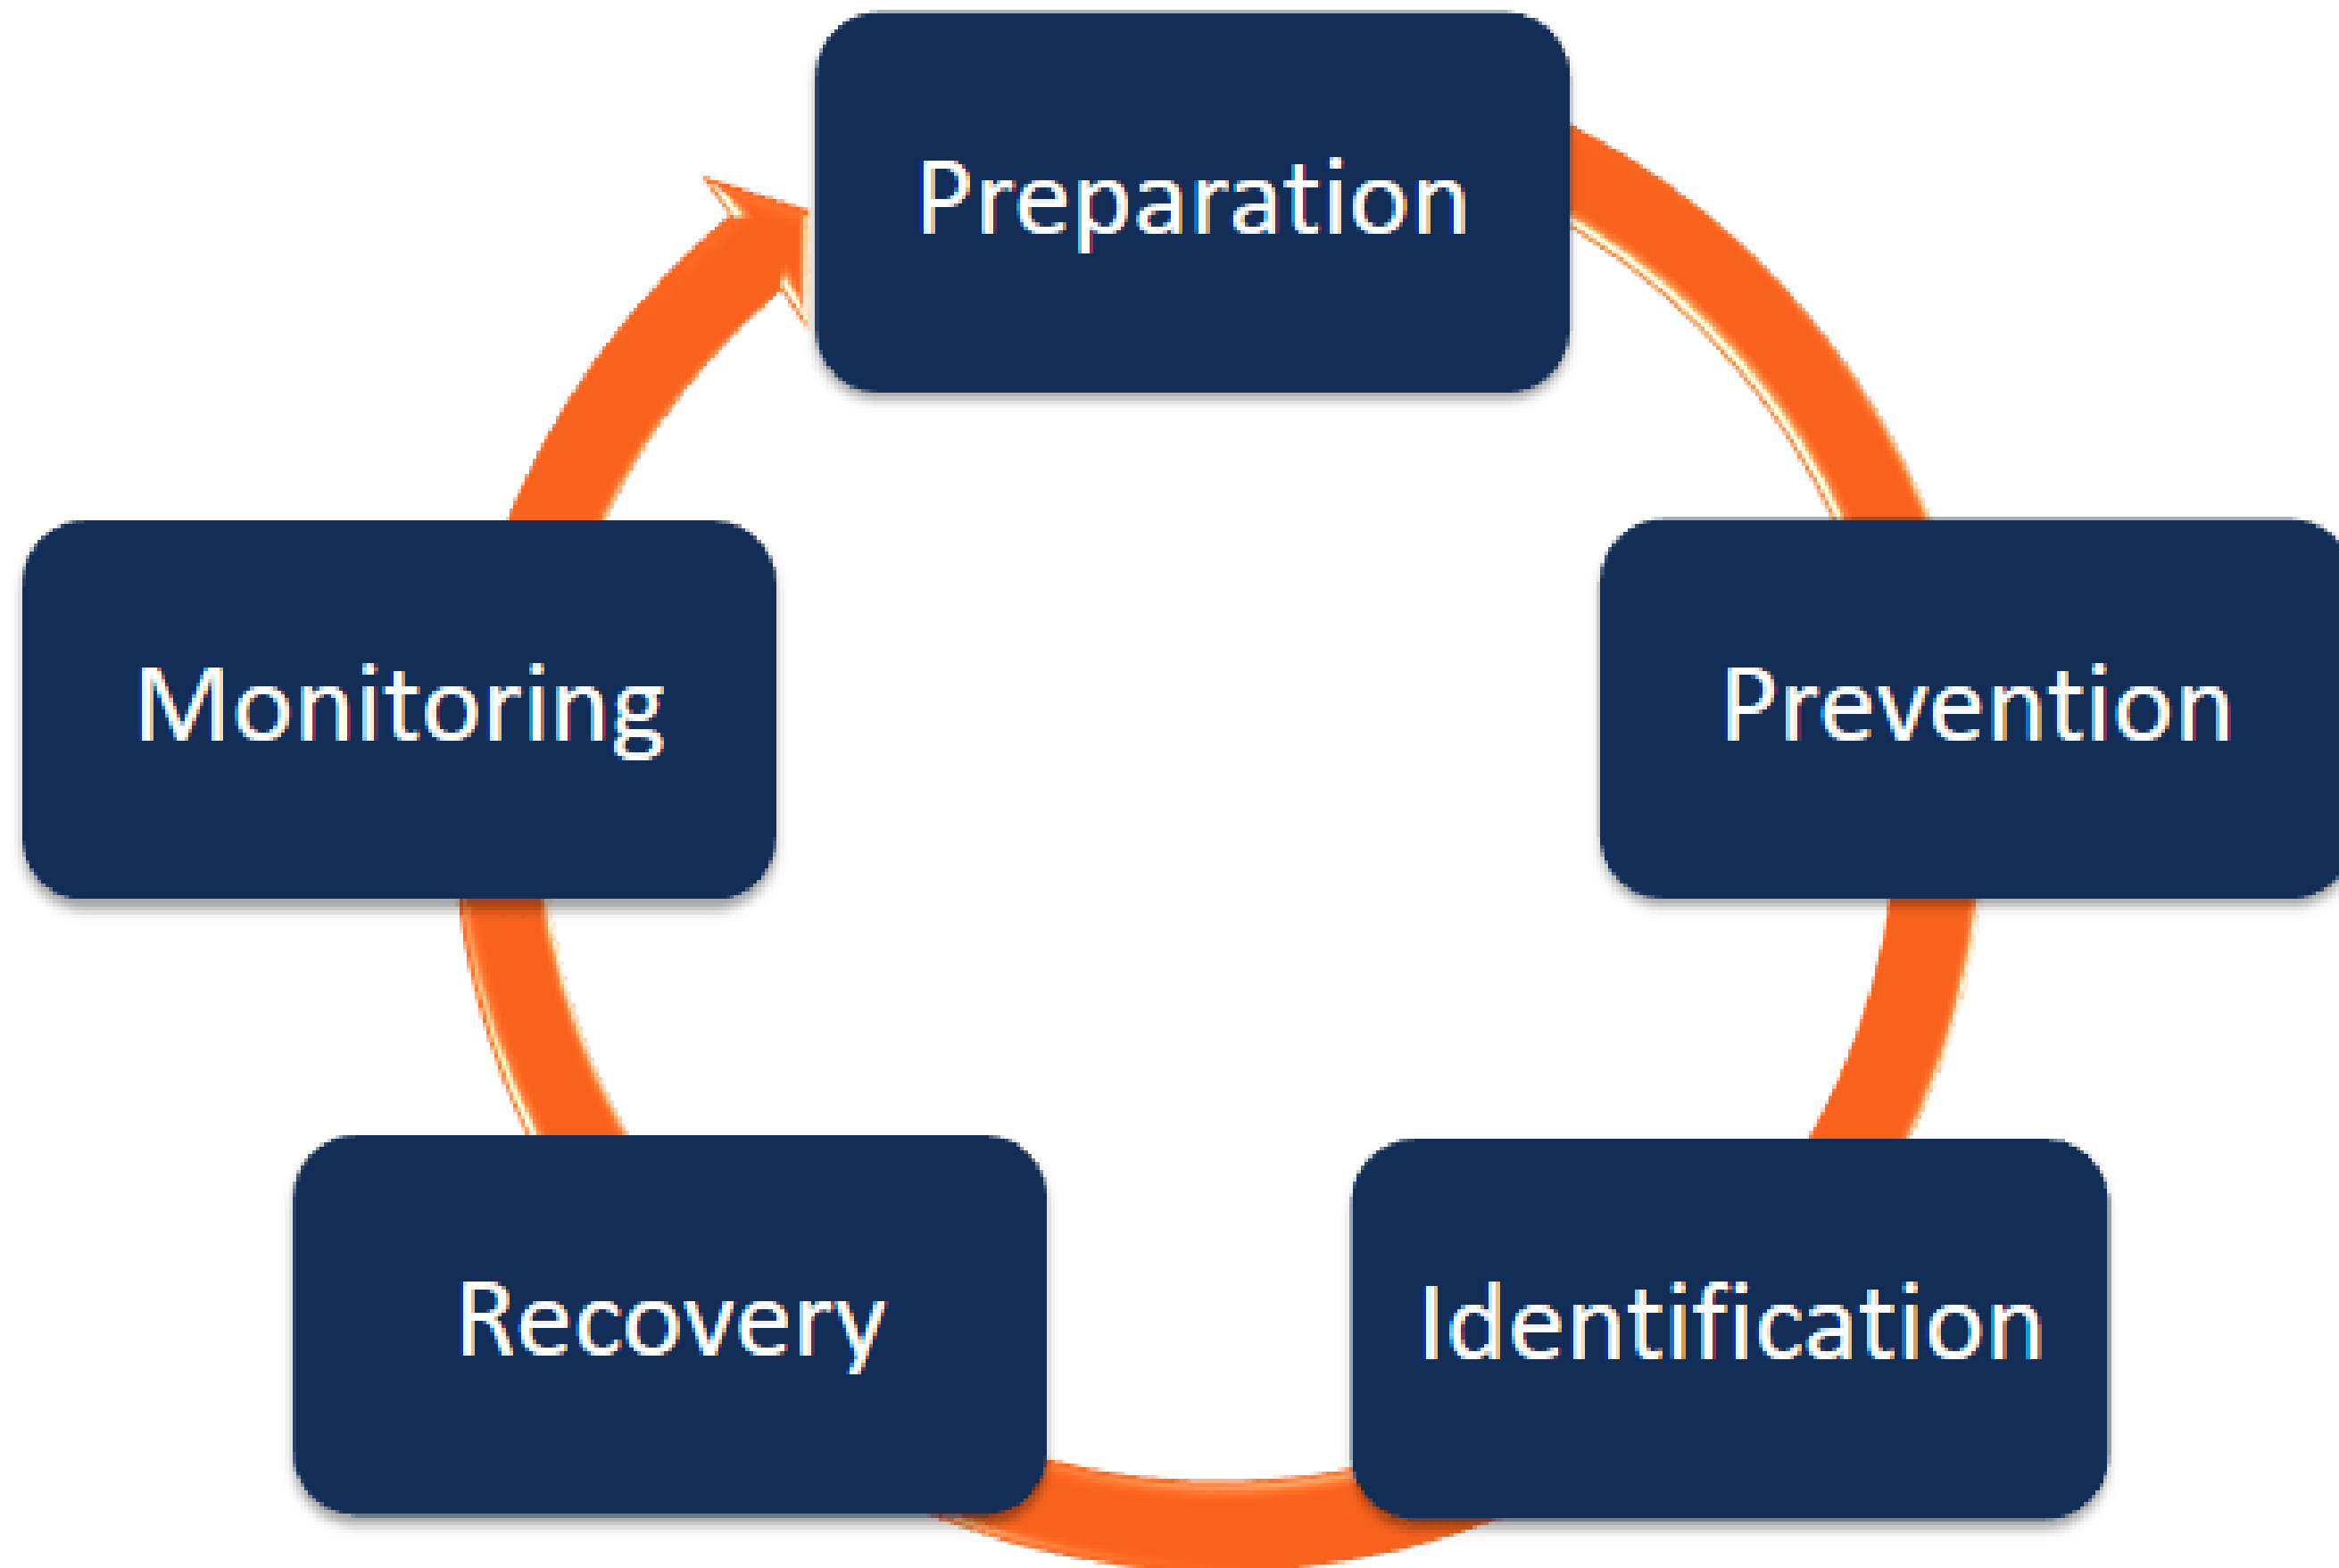 Preparation
Prevention
Identification
Recovery
Monitoring